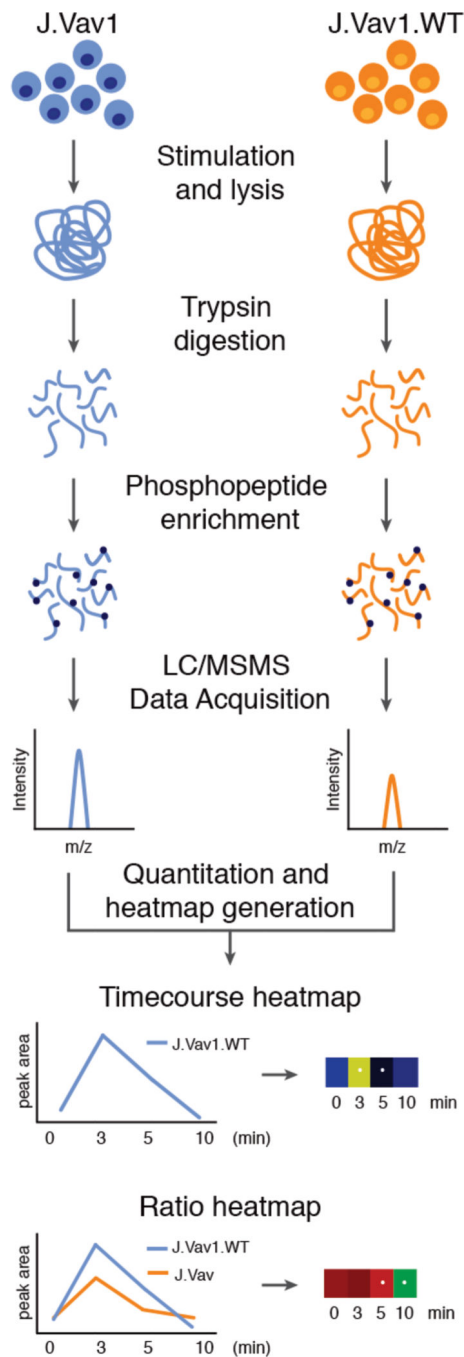 J.Vav1 J.Vav1.WT
Stimulation
and lysis
Trypsin
digestion
Phosphopeptide
enrichment
LC/MSMS
Data Acquisition
Intensity Intensity
m/z m/z
Quantitation and
heatmap generation
Timecourse heatmap
peak area
J.Vav1.WT
0 3 5 10 (min) 0 3 5 10 min
Ratio heatmap
peak area
J.Vav1.WT
J.Vav
0 3 5 10 (min) 0 3 5 10 min